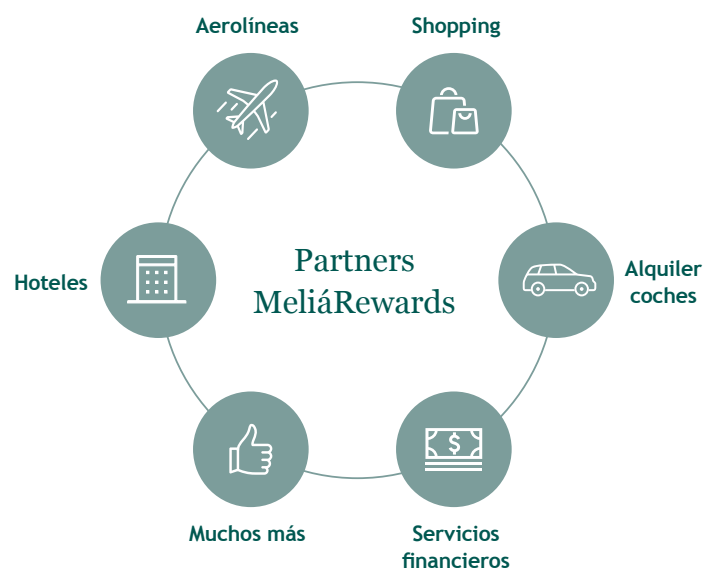 Aerolíneas
Shopping
Partners
MeliáRewards
Hoteles
Alquiler
coches
Muchos más
Servicios
financieros
$